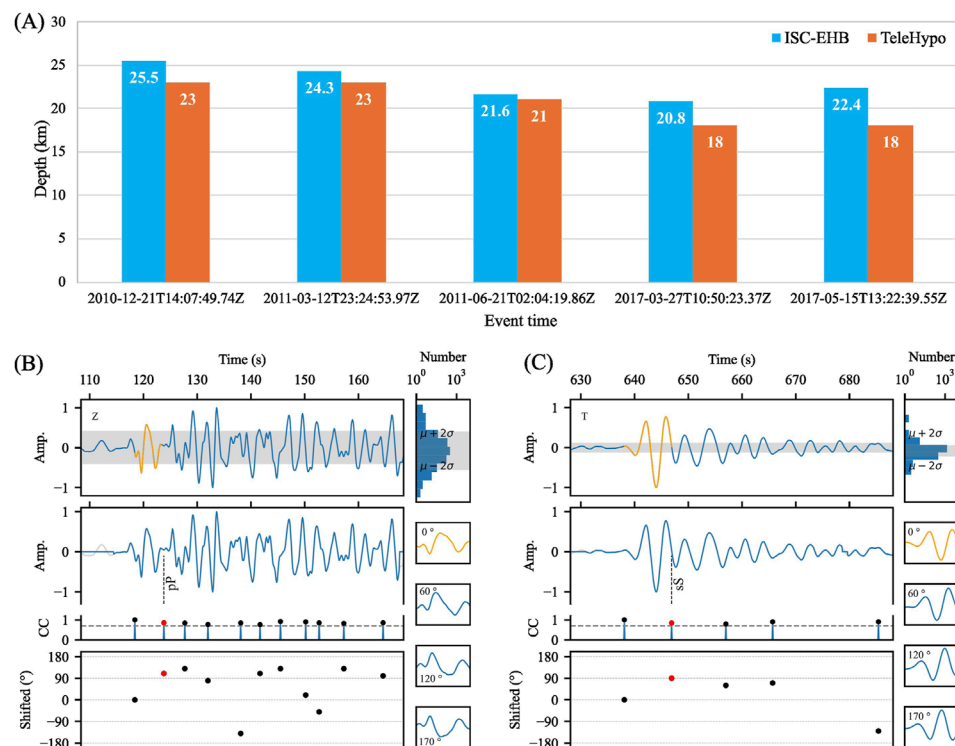 (A)
30
25
20
15
10
5
0
Depth (km)
ISC-EHB
TeleHypo
25.5
23
24.3
23
21.6
21
20.8
18
22.4
18
2010-12-21T14:07:49.74Z
2011-03-12T23:24:53.97Z
2011-06-21T02:04:19.86Z
2017-03-27T10:50:23.37Z
2017-05-15T13:22:39.55Z
Event time
(B)
Time (s)
Number
110 120 130 140 150 160
10⁰ 10³
Z
Amp.
1
0
−1
μ + 2σ
μ − 2σ
Amp.
1
0
−1
pP
0 °
60 °
CC
1
0
Shifted (°)
180
90
0
−90
−180
120 °
170 °
(C)
Time (s)
Number
630 640 650 660 670 680
10⁰ 10³
T
Amp.
1
0
−1
μ + 2σ
μ − 2σ
Amp.
1
0
−1
sS
0 °
60 °
CC
1
0
Shifted (°)
180
90
0
−90
−180
120 °
170 °